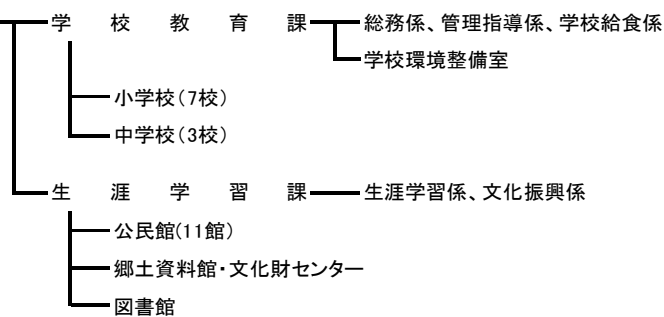 学校教育課 総務係、管理指導係、学校給食係
学校環境整備室
小学校（7校）
中学校（3校）
生涯学習課 生涯学習係、文化振興係
公民館(11館）
郷土資料館・文化財センター
図書館